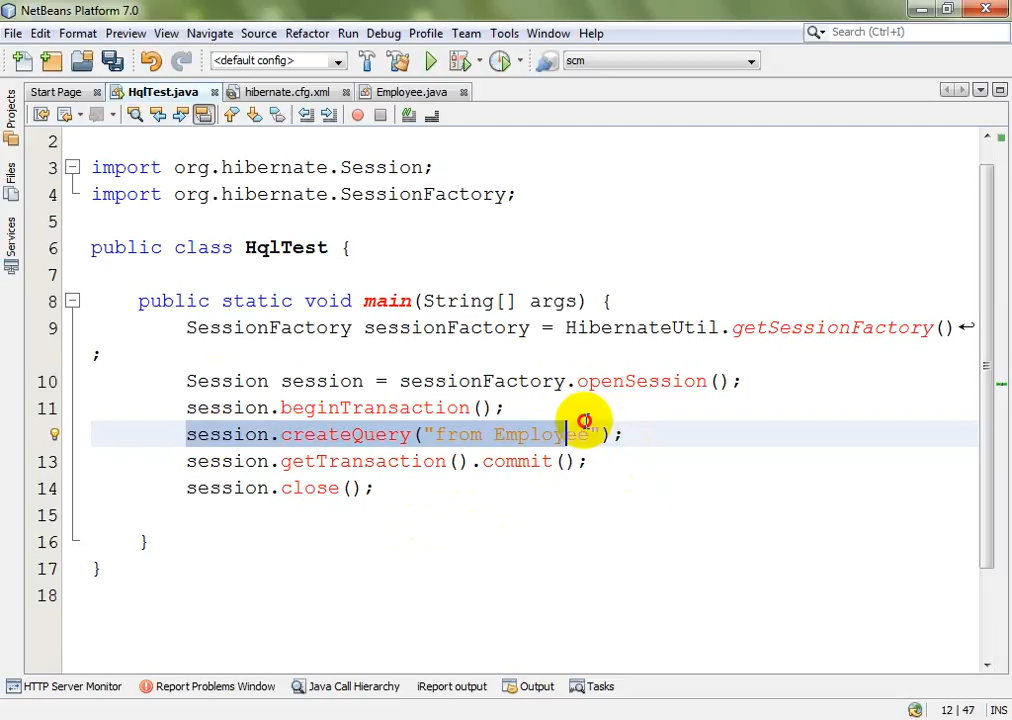 NetBeans Platform 7.0
File Edit Format Preview View Navigate Source Refactor Run Debug Profile Team Tools Window Help
Search (Ctrl+I)
<default config>
scm
Start Page
HqlTest.java
hibernate.cfg.xml
Employee.java
Projects
Files
Services
2
3 import org.hibernate.Session;
4 import org.hibernate.SessionFactory;
5
6 public class HqlTest {
7
8 public static void main(String[] args) {
9 SessionFactory sessionFactory = HibernateUtil.getSessionFactory()
;
10 Session session = sessionFactory.openSession();
11 session.beginTransaction();
session.createQuery("from Employee");
13 session.getTransaction().commit();
14 session.close();
15
16 }
17 }
18
HTTP Server Monitor Report Problems Window Java Call Hierarchy iReport output Output Tasks
12 | 47 INS